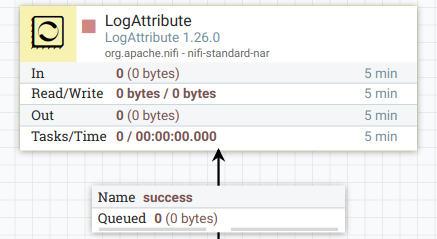 LogAttribute
LogAttribute 1.26.0
org.apache.nifi - nifi-standard-nar
In 0 (0 bytes) 5 min
Read/Write 0 bytes / 0 bytes 5 min
Out 0 (0 bytes) 5 min
Tasks/Time 0 / 00:00:00.000 5 min
Name success
Queued 0 (0 bytes)